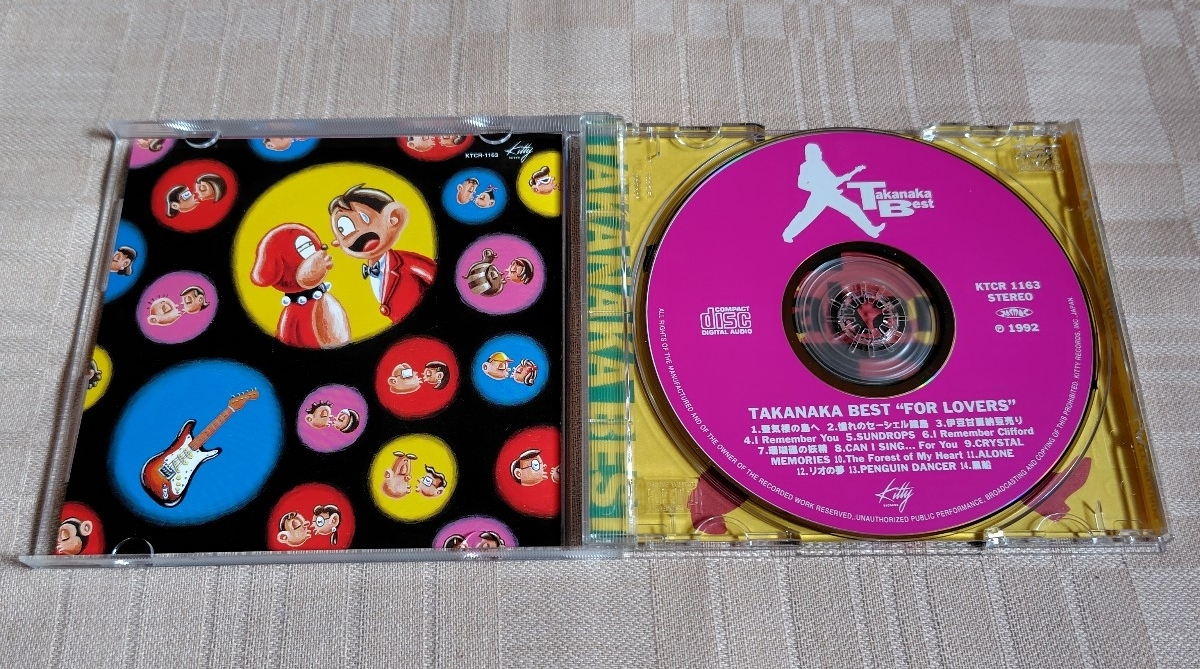 KTCR-1163
Kitty
TAKANAKA BEST
Takanaka
Best
COMPACT
disc
DIGITAL AUDIO
KTCR 1163
STEREO
℗ 1992
TAKANAKA BEST “FOR LOVERS”
1.蜃気楼の島へ 2.憧れのセーシェル諸島 3.伊豆甘夏納豆売り
4.I Remember You 5.SUNDROPS 6.I Remember Clifford
7.珊瑚礁の妖精 8.CAN I SING... For You 9.CRYSTAL
MEMORIES 10.The Forest of My Heart 11.ALONE
12.リオの夢 13.PENGUIN DANCER 14.黒船
Kitty
RECORDS
ALL RIGHTS OF THE MANUFACTURED AND OF THE OWNER OF THE RECORDED WORK RESERVED. UNAUTHORIZED PUBLIC PERFORMANCE, BROADCASTING AND COPYING OF THIS PROHIBITED. KITTY RECORDS, INC. JAPAN